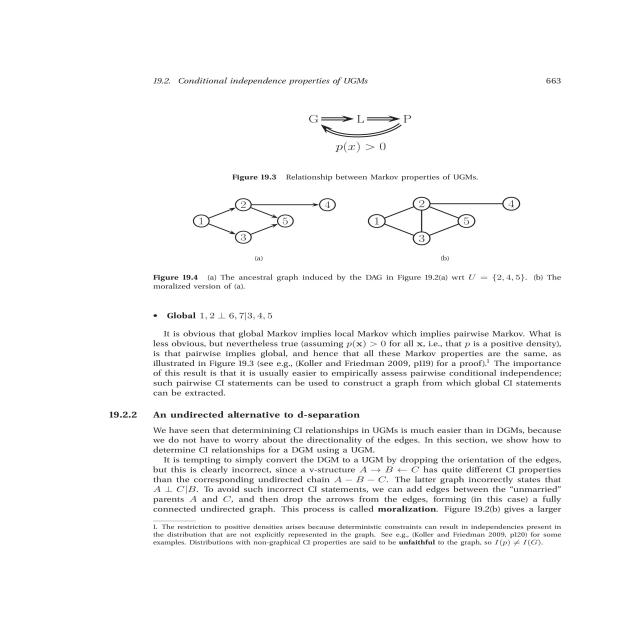 19.2. Conditional independence properties of UGMs 663
G L P
p(x) > 0
Figure 19.3 Relationship between Markov properties of UGMs.
1 2 3 4 5
1 2 3 4 5
(a) (b)
Figure 19.4 (a) The ancestral graph induced by the DAG in Figure 19.2(a) wrt U = {2, 4, 5}. (b) The
moralized version of (a).
• Global 1, 2 ⊥ 6, 7|3, 4, 5
It is obvious that global Markov implies local Markov which implies pairwise Markov. What is
less obvious, but nevertheless true (assuming p(x) > 0 for all x, i.e., that p is a positive density),
is that pairwise implies global, and hence that all these Markov properties are the same, as
illustrated in Figure 19.3 (see e.g., (Koller and Friedman 2009, p119) for a proof).1 The importance
of this result is that it is usually easier to empirically assess pairwise conditional independence;
such pairwise CI statements can be used to construct a graph from which global CI statements
can be extracted.
19.2.2 An undirected alternative to d-separation
We have seen that determinining CI relationships in UGMs is much easier than in DGMs, because
we do not have to worry about the directionality of the edges. In this section, we show how to
determine CI relationships for a DGM using a UGM.
It is tempting to simply convert the DGM to a UGM by dropping the orientation of the edges,
but this is clearly incorrect, since a v-structure A → B ← C has quite different CI properties
than the corresponding undirected chain A − B − C. The latter graph incorrectly states that
A ⊥ C|B. To avoid such incorrect CI statements, we can add edges between the "unmarried"
parents A and C, and then drop the arrows from the edges, forming (in this case) a fully
connected undirected graph. This process is called moralization. Figure 19.2(b) gives a larger
1. The restriction to positive densities arises because deterministic constraints can result in independencies present in
the distribution that are not explicitly represented in the graph. See e.g., (Koller and Friedman 2009, p120) for some
examples. Distributions with non-graphical CI properties are said to be unfaithful to the graph, so I(p) ≠ I(G).